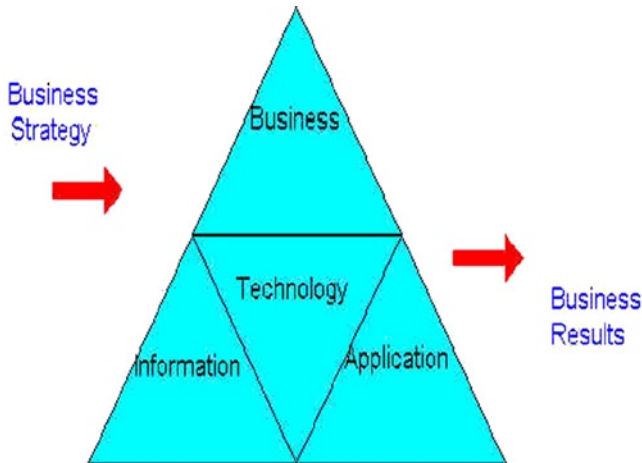 Business
Strategy
Business
Technology
Information
Application
Business
Results